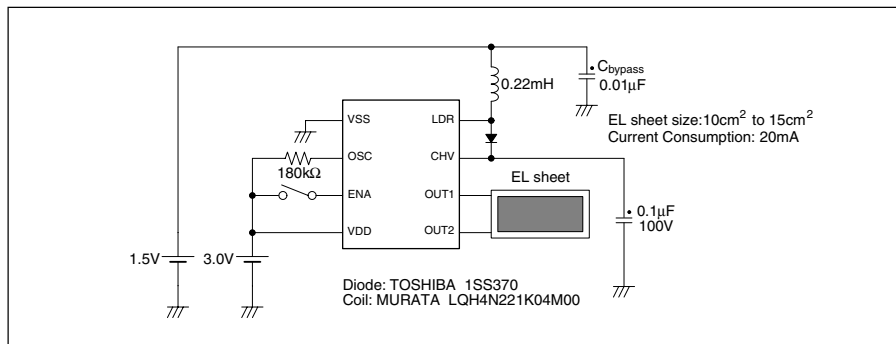 Cbypass
0.01µF
0.22mH
EL sheet size:10cm² to 15cm²
Current Consumption: 20mA
VSS
LDR
OSC
CHV
180kΩ
EL sheet
ENA
OUT1
0.1µF
100V
VDD
OUT2
1.5V
3.0V
Diode: TOSHIBA 1SS370
Coil: MURATA LQH4N221K04M00